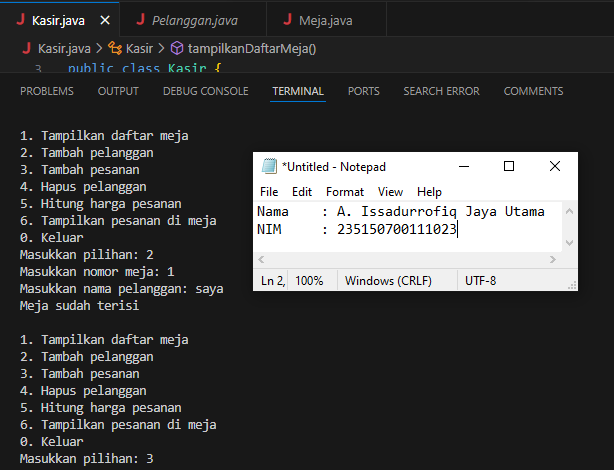 Kasir.java
Pelanggan.java
Meja.java
Kasir.java > Kasir > tampilkanDaftarMeja()
3 public class Kasir {
PROBLEMS OUTPUT DEBUG CONSOLE TERMINAL PORTS SEARCH ERROR COMMENTS
1. Tampilkan daftar meja
2. Tambah pelanggan
3. Tambah pesanan
4. Hapus pelanggan
5. Hitung harga pesanan
6. Tampilkan pesanan di meja
0. Keluar
Masukkan pilihan: 2
Masukkan nomor meja: 1
Masukkan nama pelanggan: saya
Meja sudah terisi
1. Tampilkan daftar meja
2. Tambah pelanggan
3. Tambah pesanan
4. Hapus pelanggan
5. Hitung harga pesanan
6. Tampilkan pesanan di meja
0. Keluar
Masukkan pilihan: 3
*Untitled - Notepad
File Edit Format View Help
Nama : A. Issadurrofiq Jaya Utama
NIM : 235150700111023
Ln 2, 100% Windows (CRLF) UTF-8